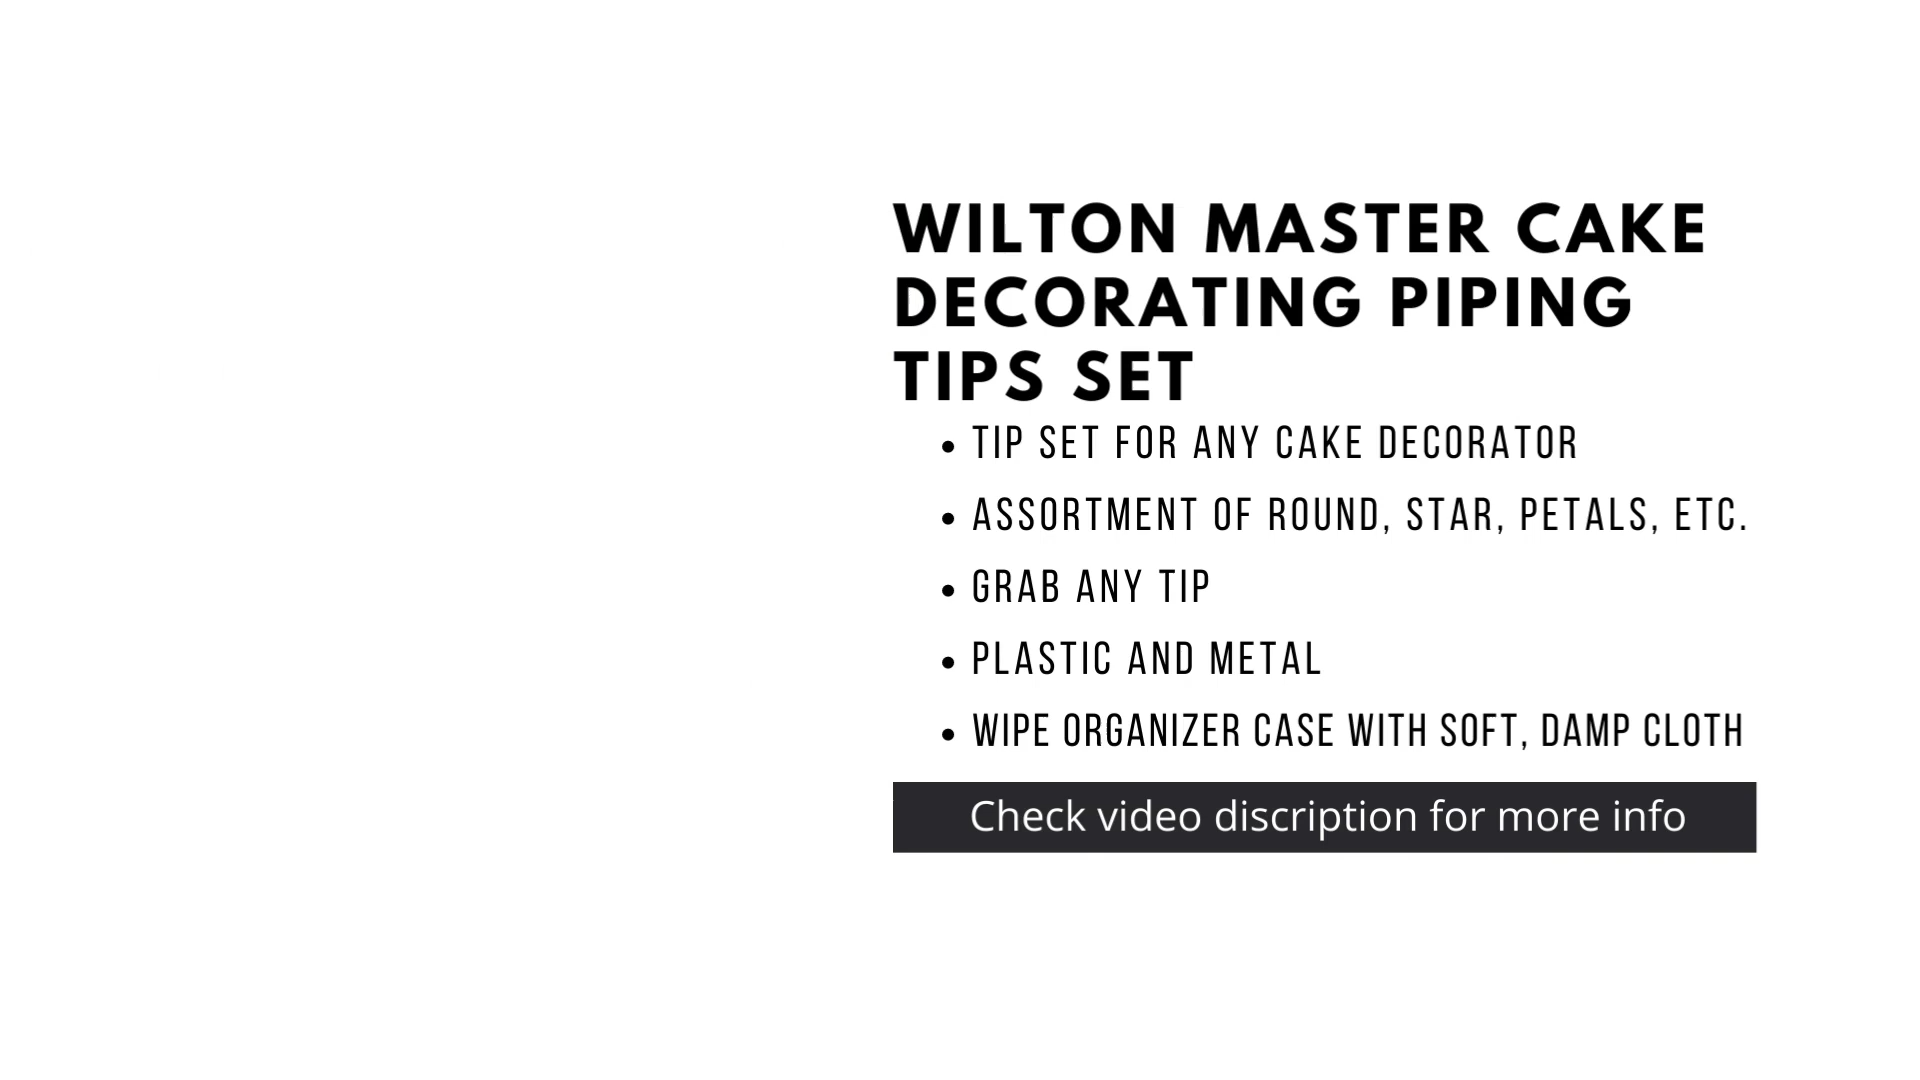 WILTON MASTER CAKE
DECORATING PIPING
TIPS SET
• TIP SET FOR ANY CAKE DECORATOR
• ASSORTMENT OF ROUND, STAR, PETALS, ETC.
• GRAB ANY TIP
• PLASTIC AND METAL
• WIPE ORGANIZER CASE WITH SOFT, DAMP CLOTH
Check video discription for more info